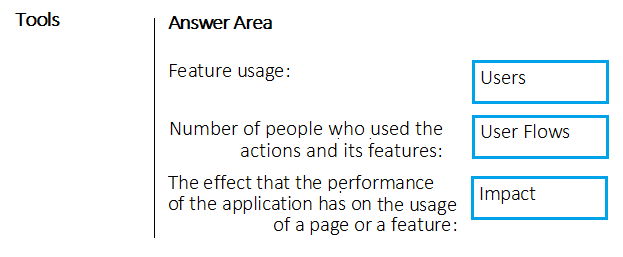 Tools
Answer Area
Feature usage:
Users
Number of people who used the
actions and its features:
User Flows
The effect that the performance
of the application has on the usage
of a page or a feature:
Impact